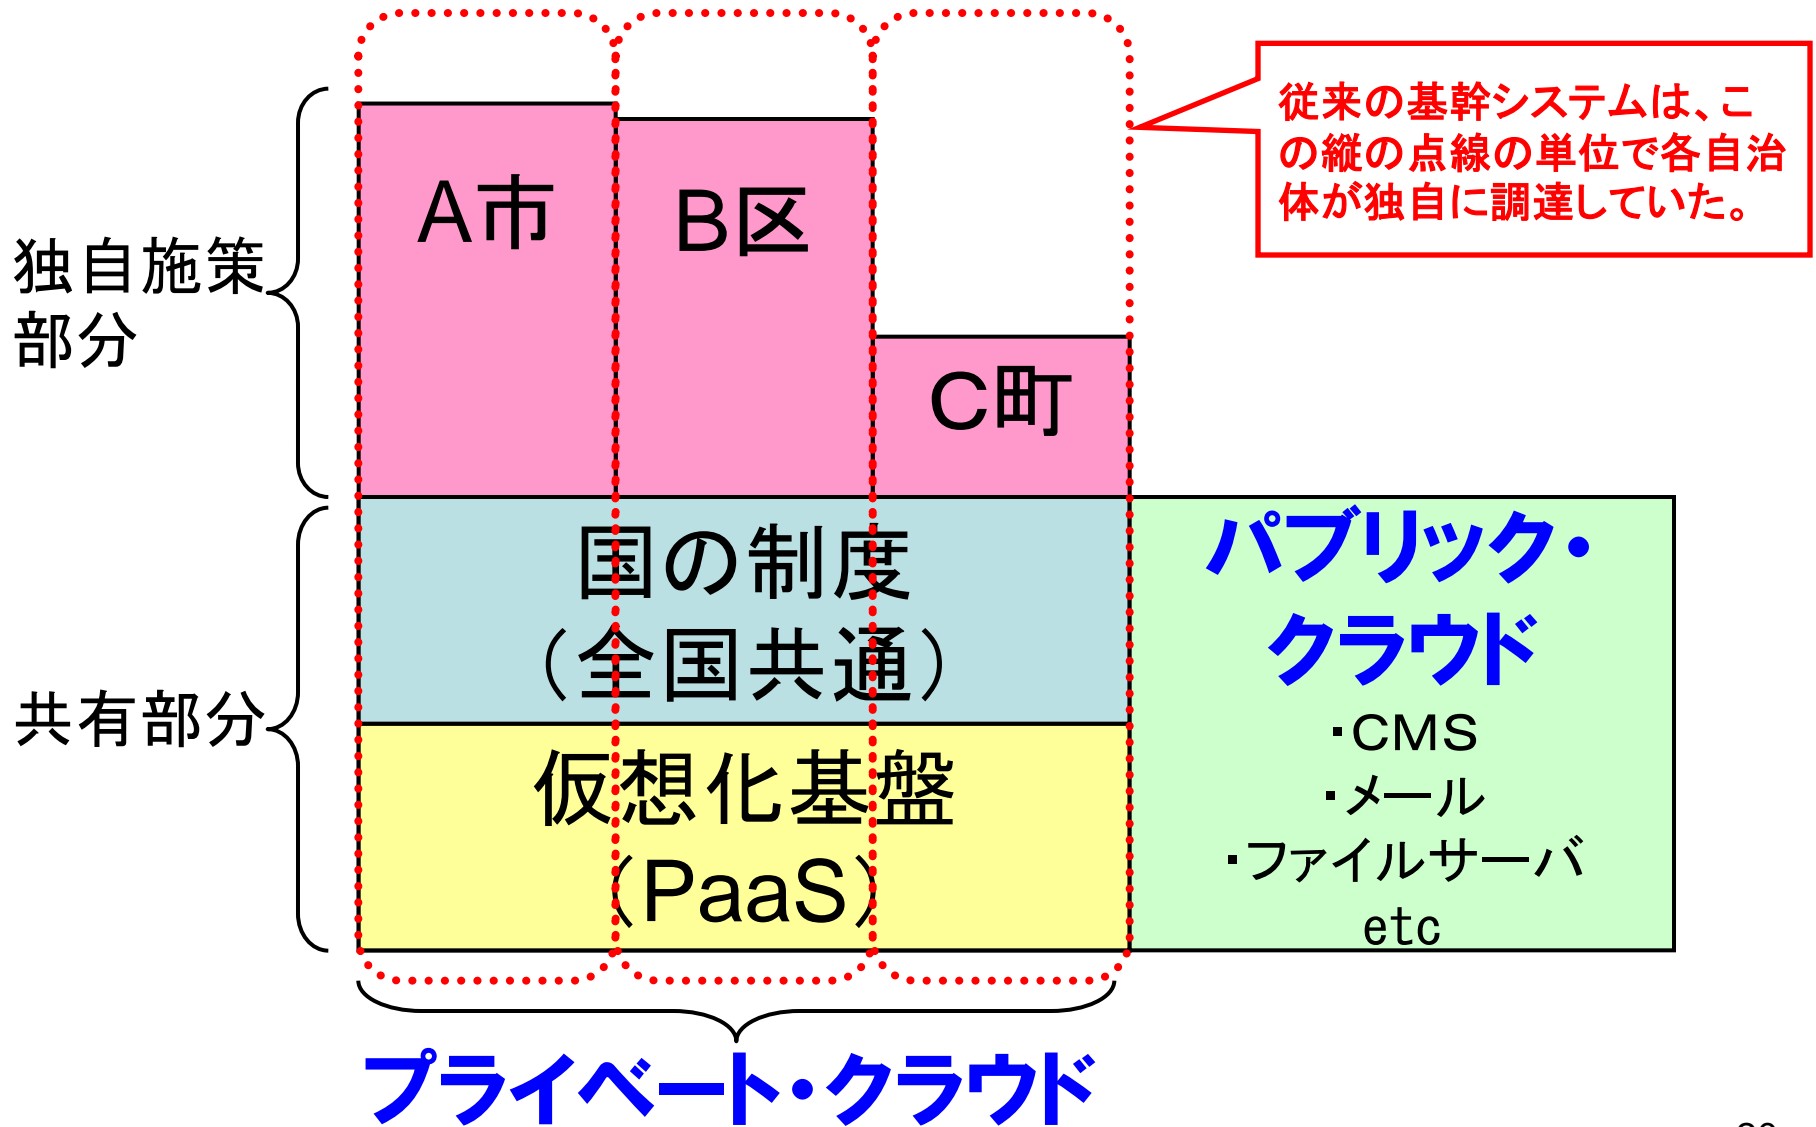 従来の基幹システムは、こ
の縦の点線の単位で各自治
体が独自に調達していた。
A市
B区
C町
独自施策
部分
国の制度
(全国共通)
パブリック・
クラウド
・CMS
・メール
・ファイルサーバ
etc
共有部分
仮想化基盤
(PaaS)
プライベート・クラウド